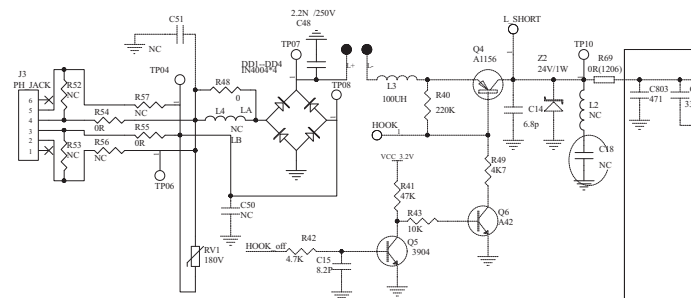 C51
NC
2.2N /250V
C48
L_SHORT
J3
PH_JACK
TP04
DD1--DD4
IN4004*4
TP07
L+
L-
Q4
A1156
Z2
24V/1W
TP10
R69
0R(1206)
R52
NC
R57
NC
R48
0
TP08
6
5
4
3
2
1
R54
0R
R55
0R
R53
NC
R56
NC
L4
LA
NC
LB
L3
100UH
R40
220K
C14
6.8p
L2
NC
C803
471
HOOK_
C18
NC
TP06
C50
NC
VCC_3.2V
R41
47K
R49
4K7
R43
10K
Q6
A42
RV1
180V
HOOK_off
R42
4.7K
C15
8.2P
Q5
3904